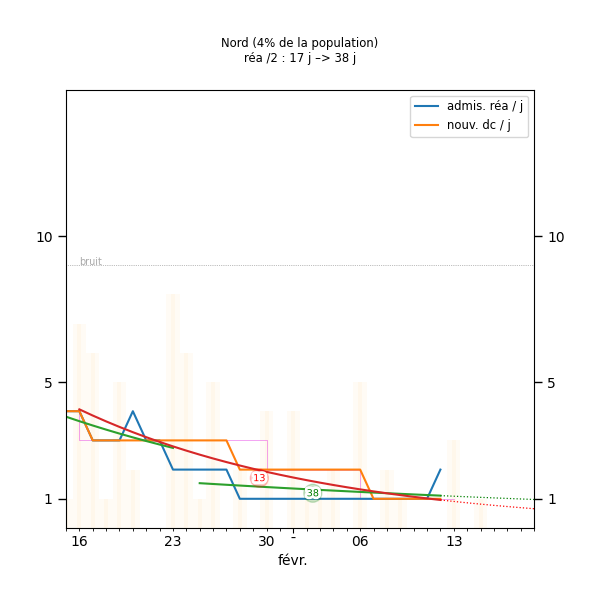 Nord (4% de la population)
réa /2 : 17 j –> 38 j
admis. réa / j
nouv. dc / j
10
10
bruit
5
5
13
38
1
1
16
23
30
-
06
13
févr.